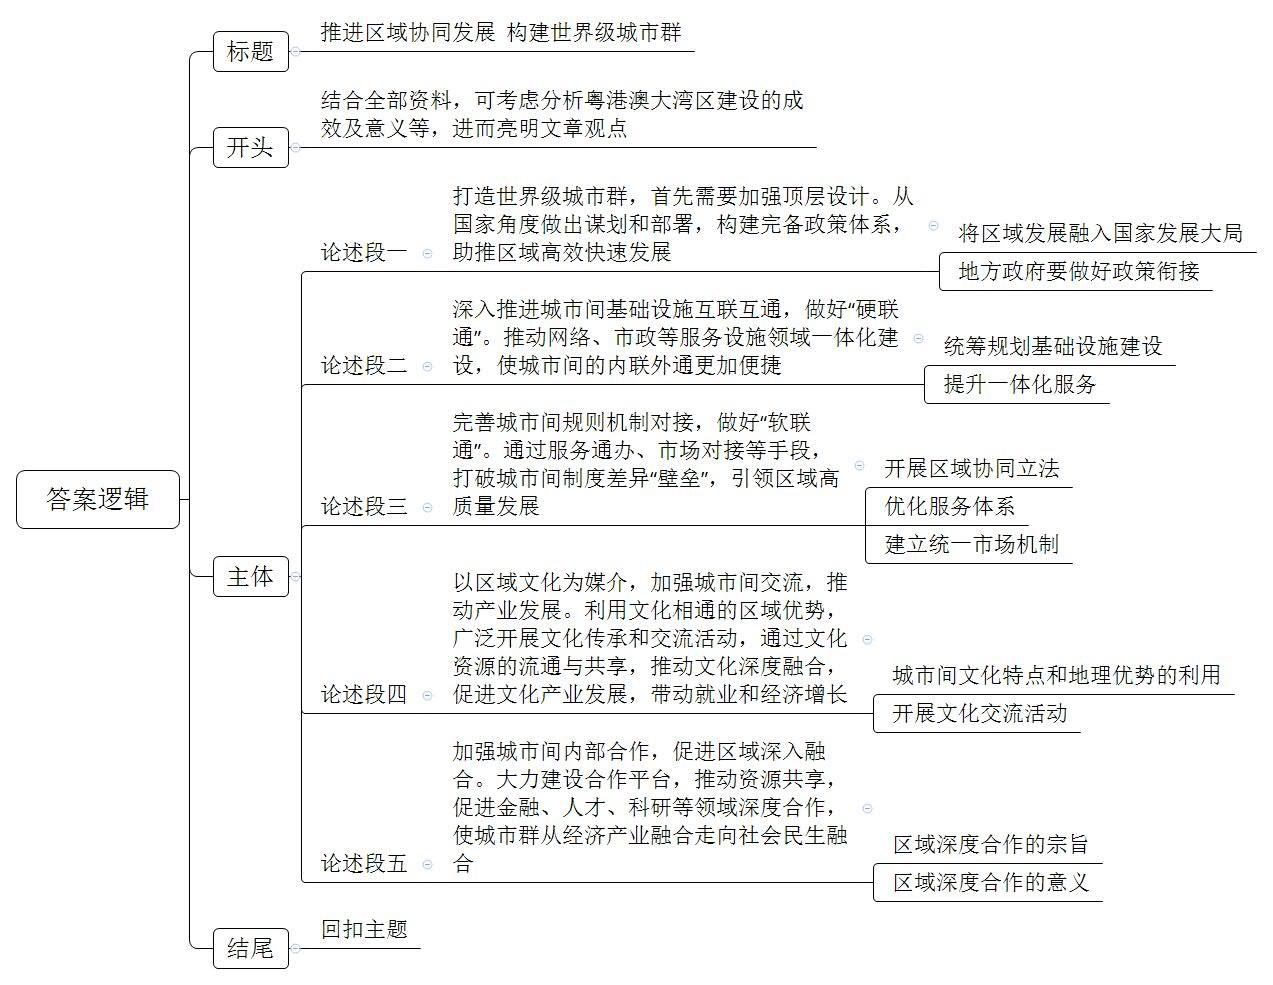 答案逻辑
标题
推进区域协同发展 构建世界级城市群
开头
结合全部资料，可考虑分析粤港澳大湾区建设的成
效及意义等，进而亮明文章观点
主体
论述段一
打造世界级城市群，首先需要加强顶层设计。从
国家角度做出谋划和部署，构建完备政策体系，
助推区域高效快速发展
将区域发展融入国家发展大局
地方政府要做好政策衔接
论述段二
深入推进城市间基础设施互联互通，做好“硬联
通”。推动网络、市政等服务设施领域一体化建
设，使城市间的内联外通更加便捷
统筹规划基础设施建设
提升一体化服务
论述段三
完善城市间规则机制对接，做好“软联
通”。通过服务通办、市场对接等手段，
打破城市间制度差异“壁垒”，引领区域高
质量发展
开展区域协同立法
优化服务体系
建立统一市场机制
论述段四
以区域文化为媒介，加强城市间交流，推
动产业发展。利用文化相通的区域优势，
广泛开展文化传承和交流活动，通过文化
资源的流通与共享，推动文化深度融合，
促进文化产业发展，带动就业和经济增长
城市间文化特点和地理优势的利用
开展文化交流活动
论述段五
加强城市间内部合作，促进区域深入融
合。大力建设合作平台，推动资源共享，
促进金融、人才、科研等领域深度合作，
使城市群从经济产业融合走向社会民生融
合
区域深度合作的宗旨
区域深度合作的意义
结尾
回扣主题